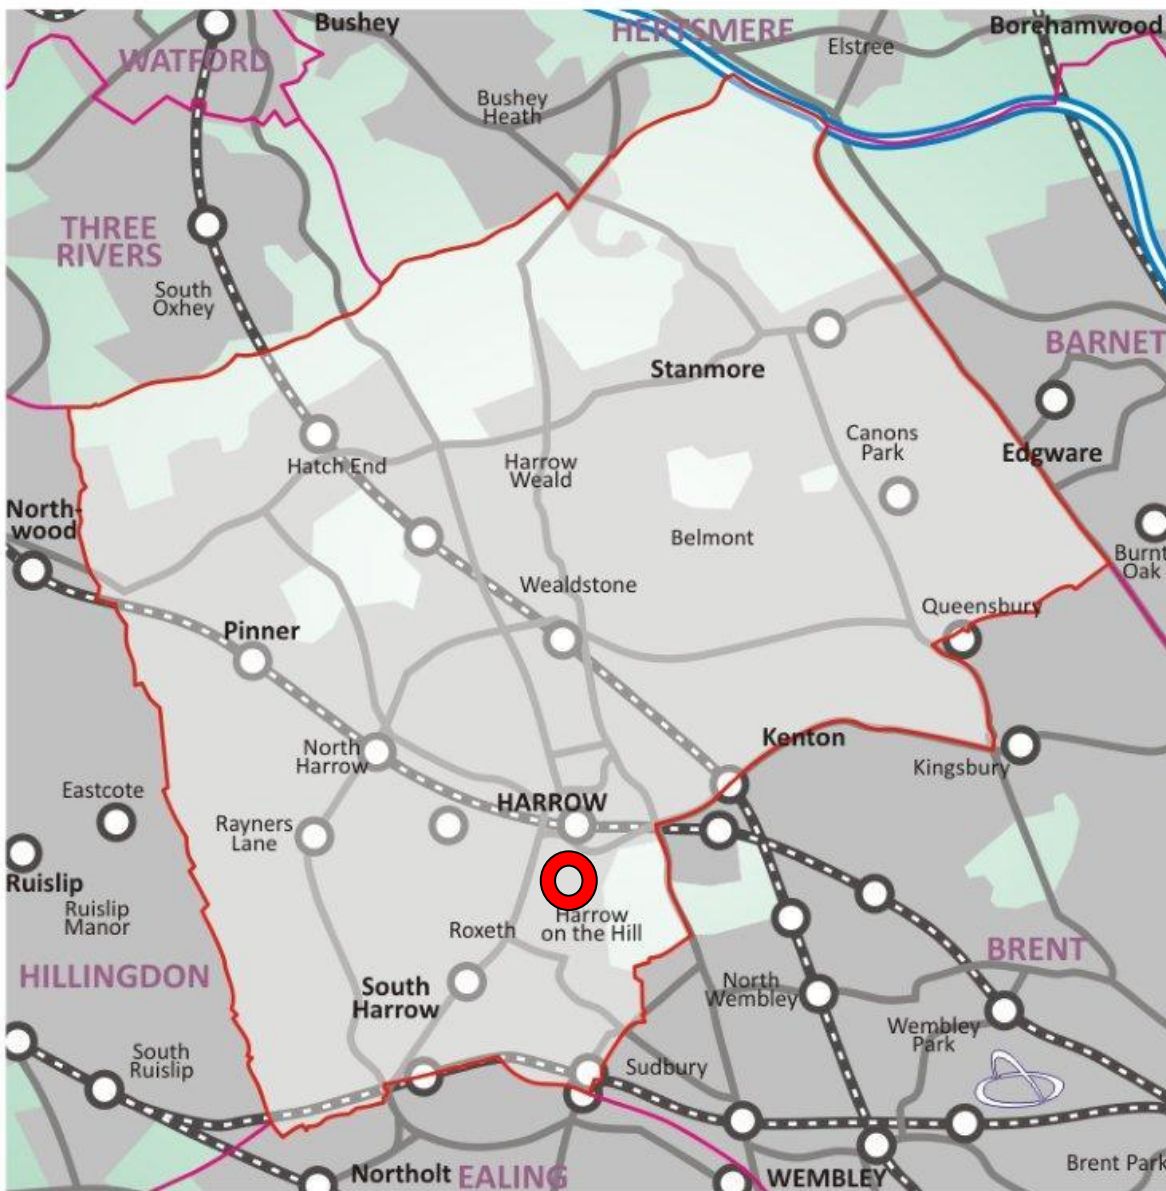 Bushey
HERTSMERE
Borehamwood
WATFORD
Elstree
Bushey
Heath
THREE
RIVERS
South
Oxhey
BARNET
Stanmore
Canons
Park
Edgware
Hatch End
Harrow
Weald
North-
wood
Belmont
Burnt
Oak
Wealdstone
Queensbury
Pinner
Kenton
North
Harrow
Kingsbury
Eastcote
HARROW
Rayners
Lane
Ruislip
Ruislip
Manor
Harrow
on the Hill
Roxeth
BRENT
HILLINGDON
South
Harrow
North
Wembley
Wembley
Park
South
Ruislip
Sudbury
Brent Park
Northolt
EALING
WEMBLEY